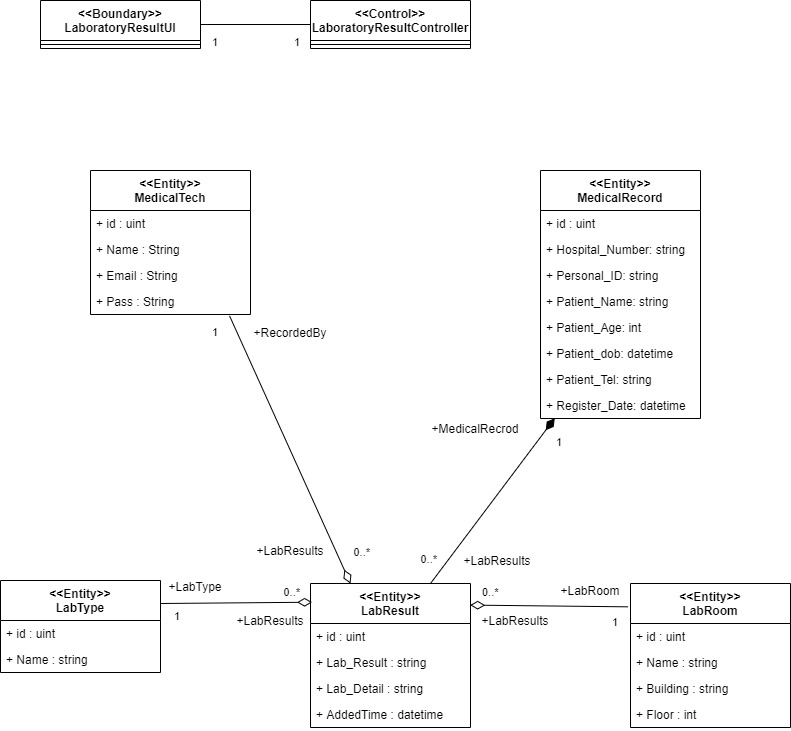 <<Boundary>>
LaboratoryResultUI
<<Control>>
LaboratoryResultController
1
1
<<Entity>>
MedicalTech
+ id : uint
+ Name : String
+ Email : String
+ Pass : String
<<Entity>>
MedicalRecord
+ id : uint
+ Hospital_Number: string
+ Personal_ID: string
+ Patient_Name: string
+ Patient_Age: int
+ Patient_dob: datetime
+ Patient_Tel: string
+ Register_Date: datetime
1
+RecordedBy
+MedicalRecrod
1
+LabResults
0..*
0..*
+LabResults
<<Entity>>
LabType
+ id : uint
+ Name : string
+LabType
1
0..*
+LabResults
<<Entity>>
LabResult
+ id : uint
+ Lab_Result : string
+ Lab_Detail : string
+ AddedTime : datetime
0..*
+LabResults
+LabRoom
1
<<Entity>>
LabRoom
+ id : uint
+ Name : string
+ Building : string
+ Floor : int